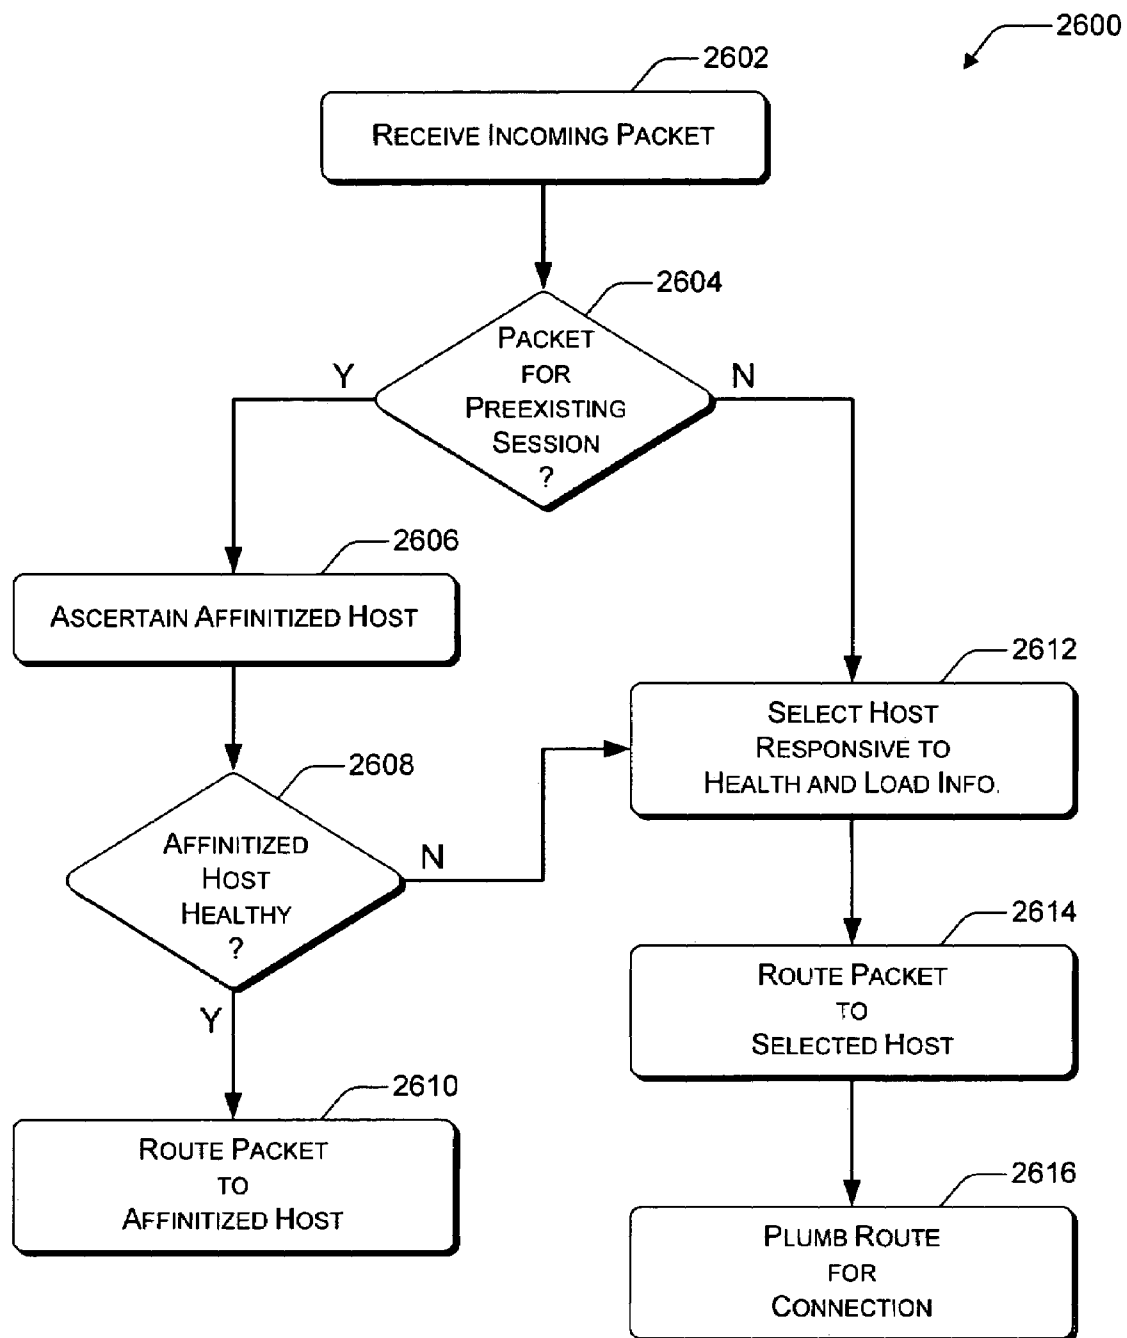 2600
2602
RECEIVE INCOMING PACKET
2604
PACKET
FOR
PREEXISTING
SESSION
?
Y
N
2606
ASCERTAIN AFFINITIZED HOST
2612
SELECT HOST
RESPONSIVE TO
HEALTH AND LOAD INFO.
2608
AFFINITIZED
HOST
HEALTHY
?
N
Y
2614
ROUTE PACKET
TO
SELECTED HOST
2610
ROUTE PACKET
TO
AFFINITIZED HOST
2616
PLUMB ROUTE
FOR
CONNECTION